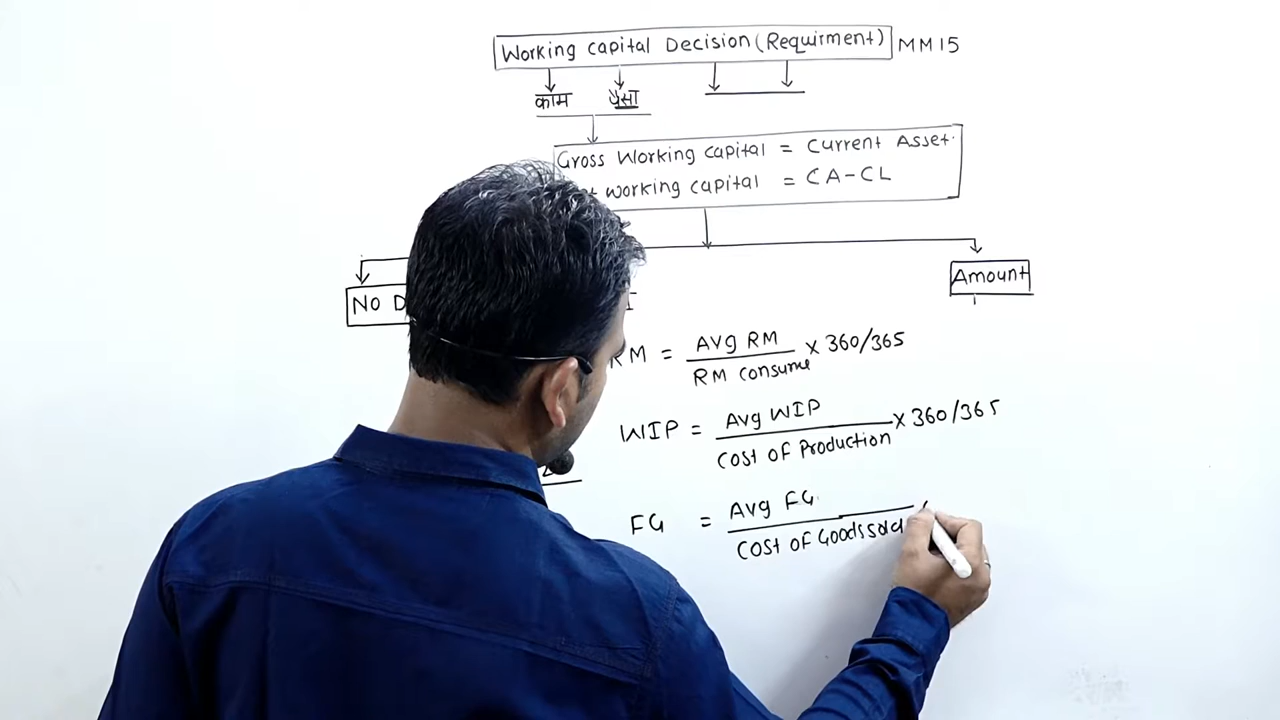 Working Capital Decision (Requirment) MM15
काम पैसा
Gross Working Capital = Current Asset.
working capital = CA-CL
Amount
NO D
RM = Avg RM / RM consume × 360/365
WIP = Avg WIP / Cost of Production × 360/365
FG = Avg FG. / Cost of Goods sold